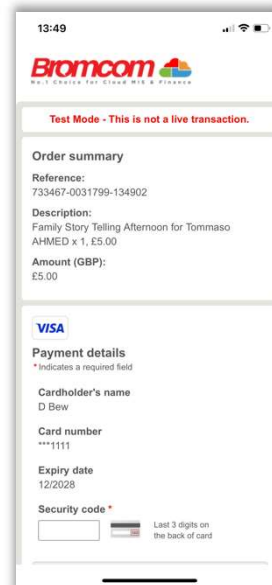 13:49
Bromcom
No.1 Choice for Cloud MIS & Finance
Test Mode - This is not a live transaction.
Order summary
Reference:
733467-0031799-134902
Description:
Family Story Telling Afternoon for Tommaso
AHMED x 1, £5.00
Amount (GBP):
£5.00
VISA
Payment details
*Indicates a required field
Cardholder's name
D Bew
Card number
***1111
Expiry date
12/2028
Security code *
Last 3 digits on
the back of card